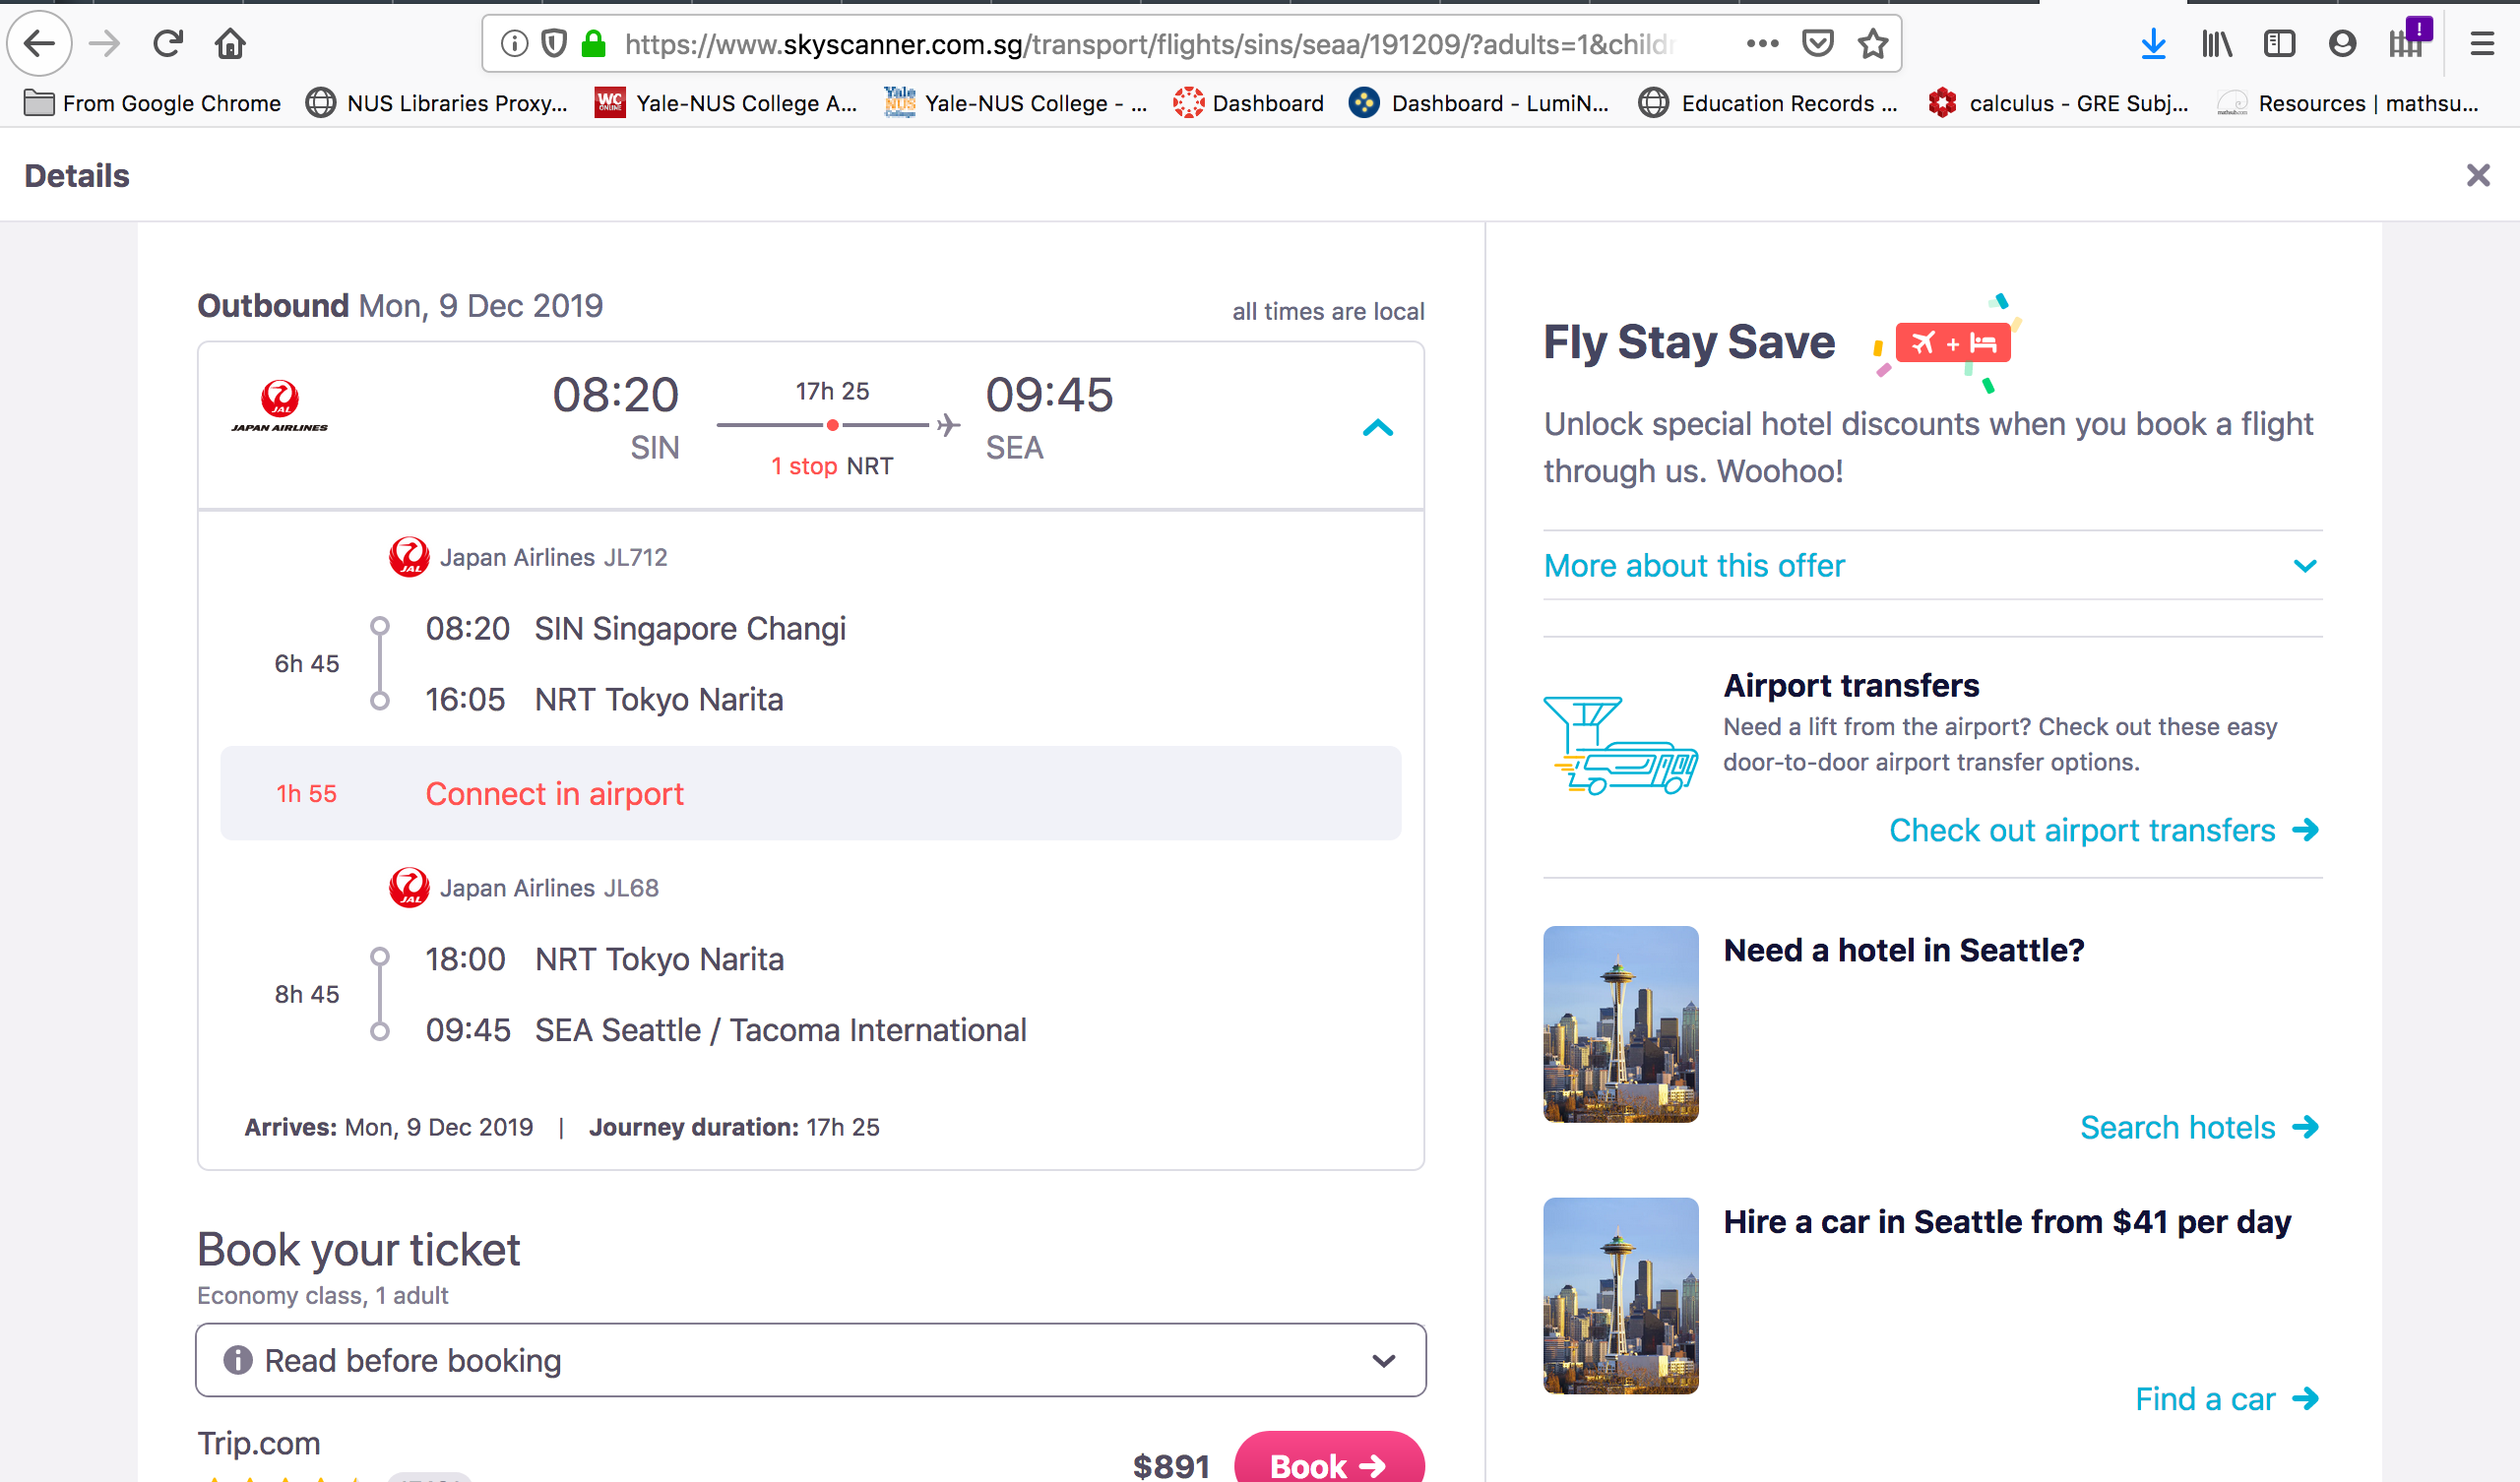 https://www.skyscanner.com.sg/transport/flights/sins/seaa/191209/?adults=1&childr
From Google Chrome
NUS Libraries Proxy...
WC ONLINE
Yale-NUS College A...
Yale NUS College
Yale-NUS College - ...
Dashboard
Dashboard - LumiN...
Education Records ...
calculus - GRE Subj...
Resources | mathsu...
Details
Outbound Mon, 9 Dec 2019
all times are local
JAL
JAPAN AIRLINES
08:20
SIN
17h 25
1 stop NRT
09:45
SEA
JAL
Japan Airlines JL712
6h 45
08:20 SIN Singapore Changi
16:05 NRT Tokyo Narita
1h 55 Connect in airport
JAL
Japan Airlines JL68
8h 45
18:00 NRT Tokyo Narita
09:45 SEA Seattle / Tacoma International
Arrives: Mon, 9 Dec 2019 | Journey duration: 17h 25
Book your ticket
Economy class, 1 adult
Read before booking
Trip.com
$891
Book
Fly Stay Save
Unlock special hotel discounts when you book a flight
through us. Woohoo!
More about this offer
Airport transfers
Need a lift from the airport? Check out these easy
door-to-door airport transfer options.
Check out airport transfers
Need a hotel in Seattle?
Search hotels
Hire a car in Seattle from $41 per day
Find a car